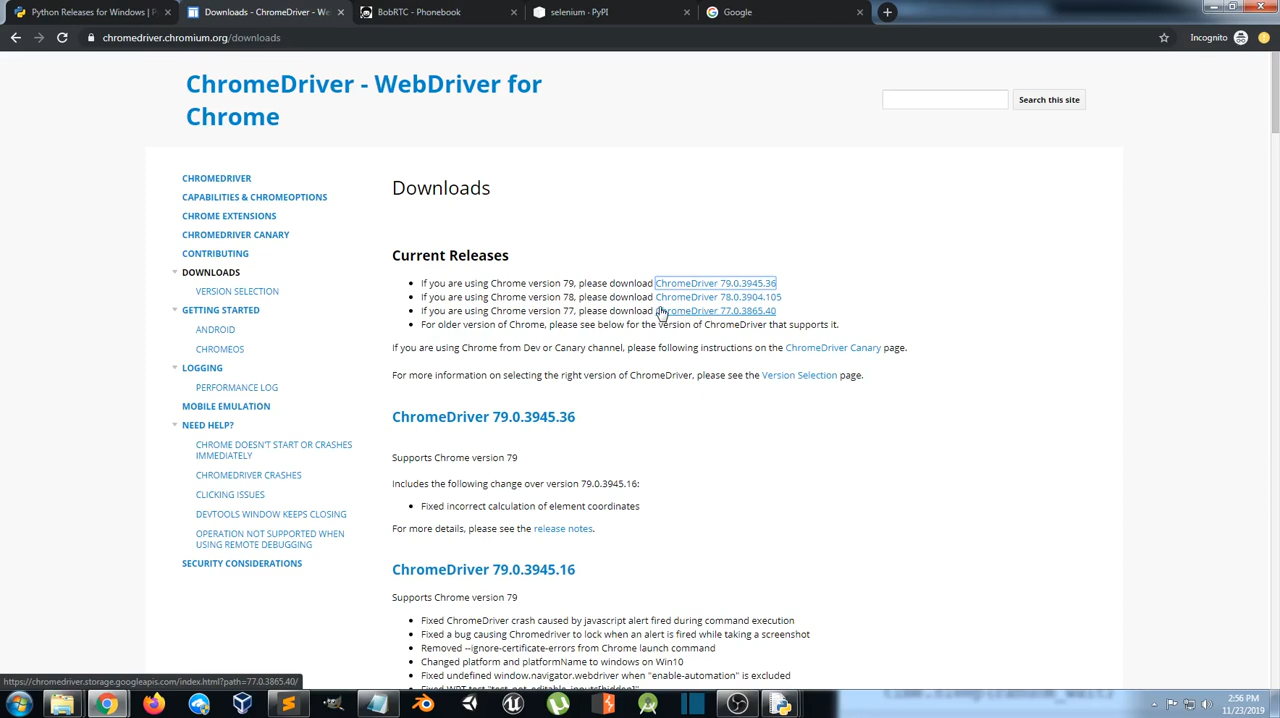 Python Releases for Windows | P
Downloads - ChromeDriver - We
BobRTC - Phonebook
selenium · PyPI
Google
chromedriver.chromium.org/downloads
Incognito
ChromeDriver - WebDriver for
Chrome
Search this site
CHROMEDRIVER
CAPABILITIES & CHROMEOPTIONS
CHROME EXTENSIONS
CHROMEDRIVER CANARY
CONTRIBUTING
DOWNLOADS
VERSION SELECTION
GETTING STARTED
ANDROID
CHROMEOS
LOGGING
PERFORMANCE LOG
MOBILE EMULATION
NEED HELP?
CHROME DOESN'T START OR CRASHES
IMMEDIATELY
CHROMEDRIVER CRASHES
CLICKING ISSUES
DEVTOOLS WINDOW KEEPS CLOSING
OPERATION NOT SUPPORTED WHEN
USING REMOTE DEBUGGING
SECURITY CONSIDERATIONS
Downloads
Current Releases
If you are using Chrome version 79, please download ChromeDriver 79.0.3945.36
If you are using Chrome version 78, please download ChromeDriver 78.0.3904.105
If you are using Chrome version 77, please download ChromeDriver 77.0.3865.40
For older version of Chrome, please see below for the version of ChromeDriver that supports it.
If you are using Chrome from Dev or Canary channel, please following instructions on the ChromeDriver Canary page.
For more information on selecting the right version of ChromeDriver, please see the Version Selection page.
ChromeDriver 79.0.3945.36
Supports Chrome version 79
Includes the following change over version 79.0.3945.16:
Fixed incorrect calculation of element coordinates
For more details, please see the release notes.
ChromeDriver 79.0.3945.16
Supports Chrome version 79
Fixed ChromeDriver crash caused by javascript alert fired during command execution
Fixed a bug causing Chromedriver to lock when an alert is fired while taking a screenshot
Removed --ignore-certificate-errors from Chrome launch command
Changed platform and platformName to windows on Win10
Fixed undefined window.navigator.webdriver when "enable-automation" is excluded
https://chromedriver.storage.googleapis.com/index.html?path=77.0.3865.40/
2:56 PM
11/23/2019